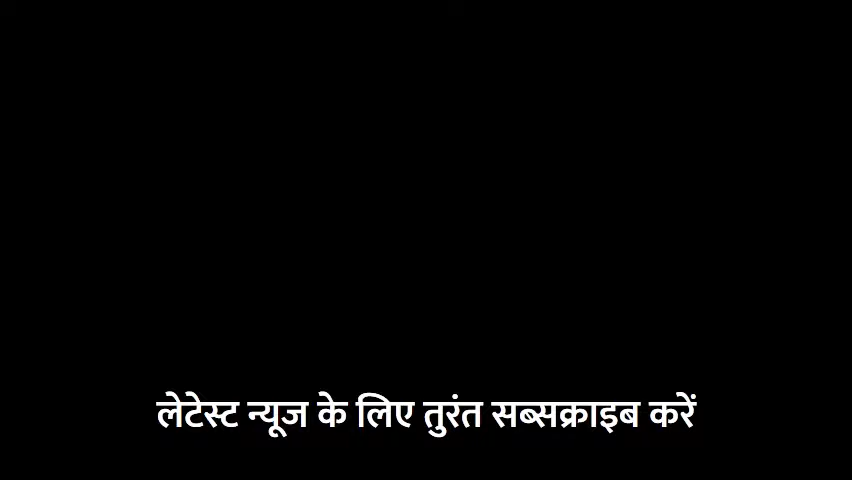 लेटेस्ट न्यूज के लिए तुरंत सब्सक्राइब करें